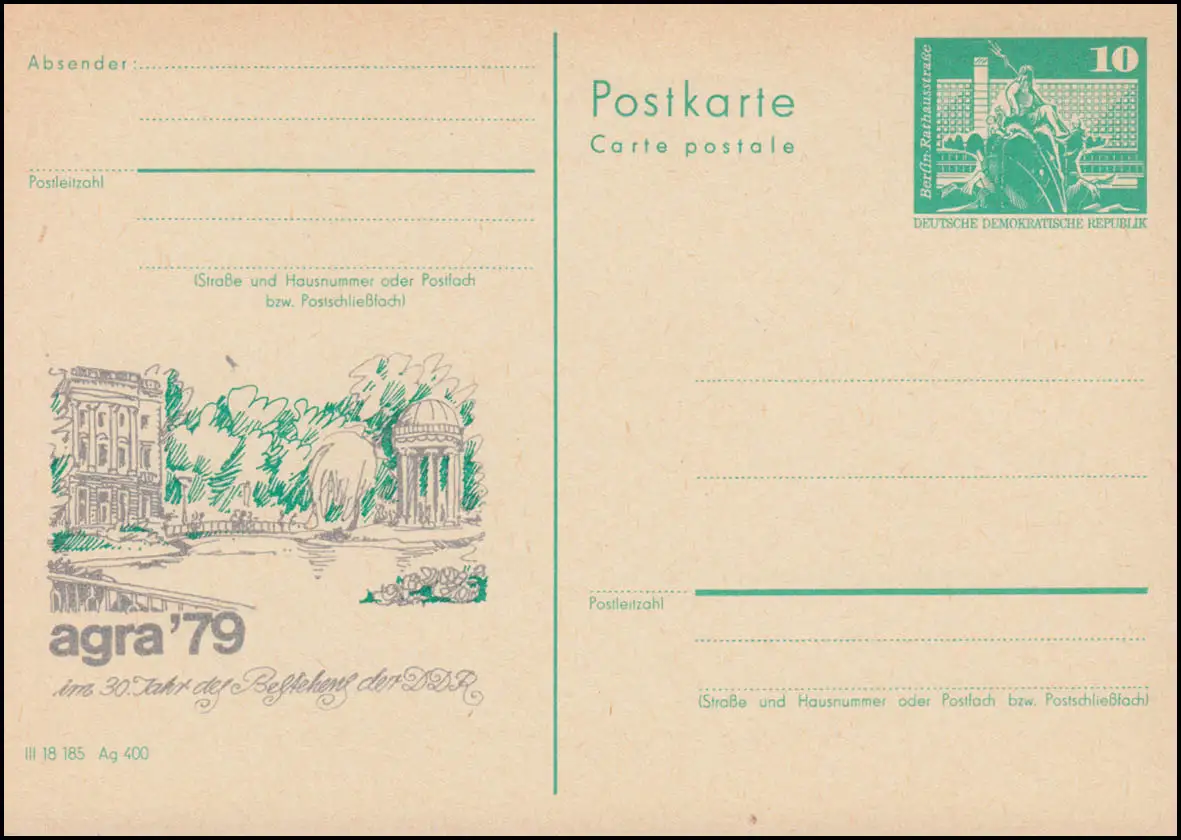 Absender:
Postleitzahl
(Straße und Hausnummer oder Postfach
bzw. Postschließfach)
agra '79
im 30. Jahr des Bestehens der DDR
III 18 185 Ag 400
Postkarte
Carte postale
10
Berlin-Rathausstraße
DEUTSCHE DEMOKRATISCHE REPUBLIK
Postleitzahl
(Straße und Hausnummer oder Postfach bzw. Postschließfach)